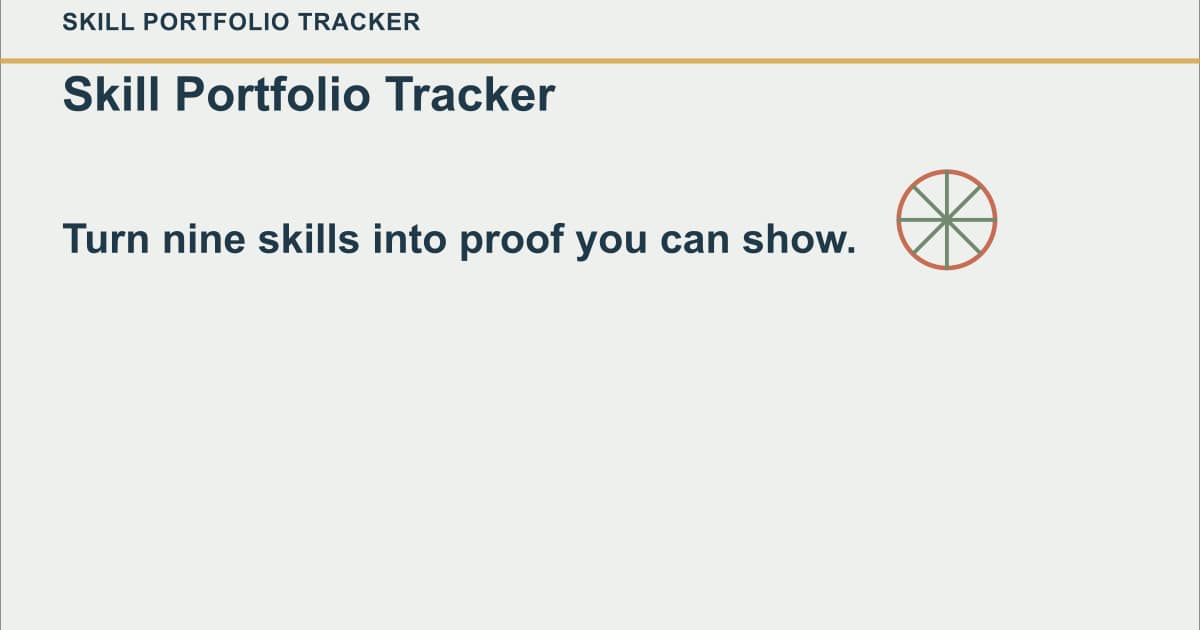 SKILL PORTFOLIO TRACKER
Skill Portfolio Tracker
Turn nine skills into proof you can show.